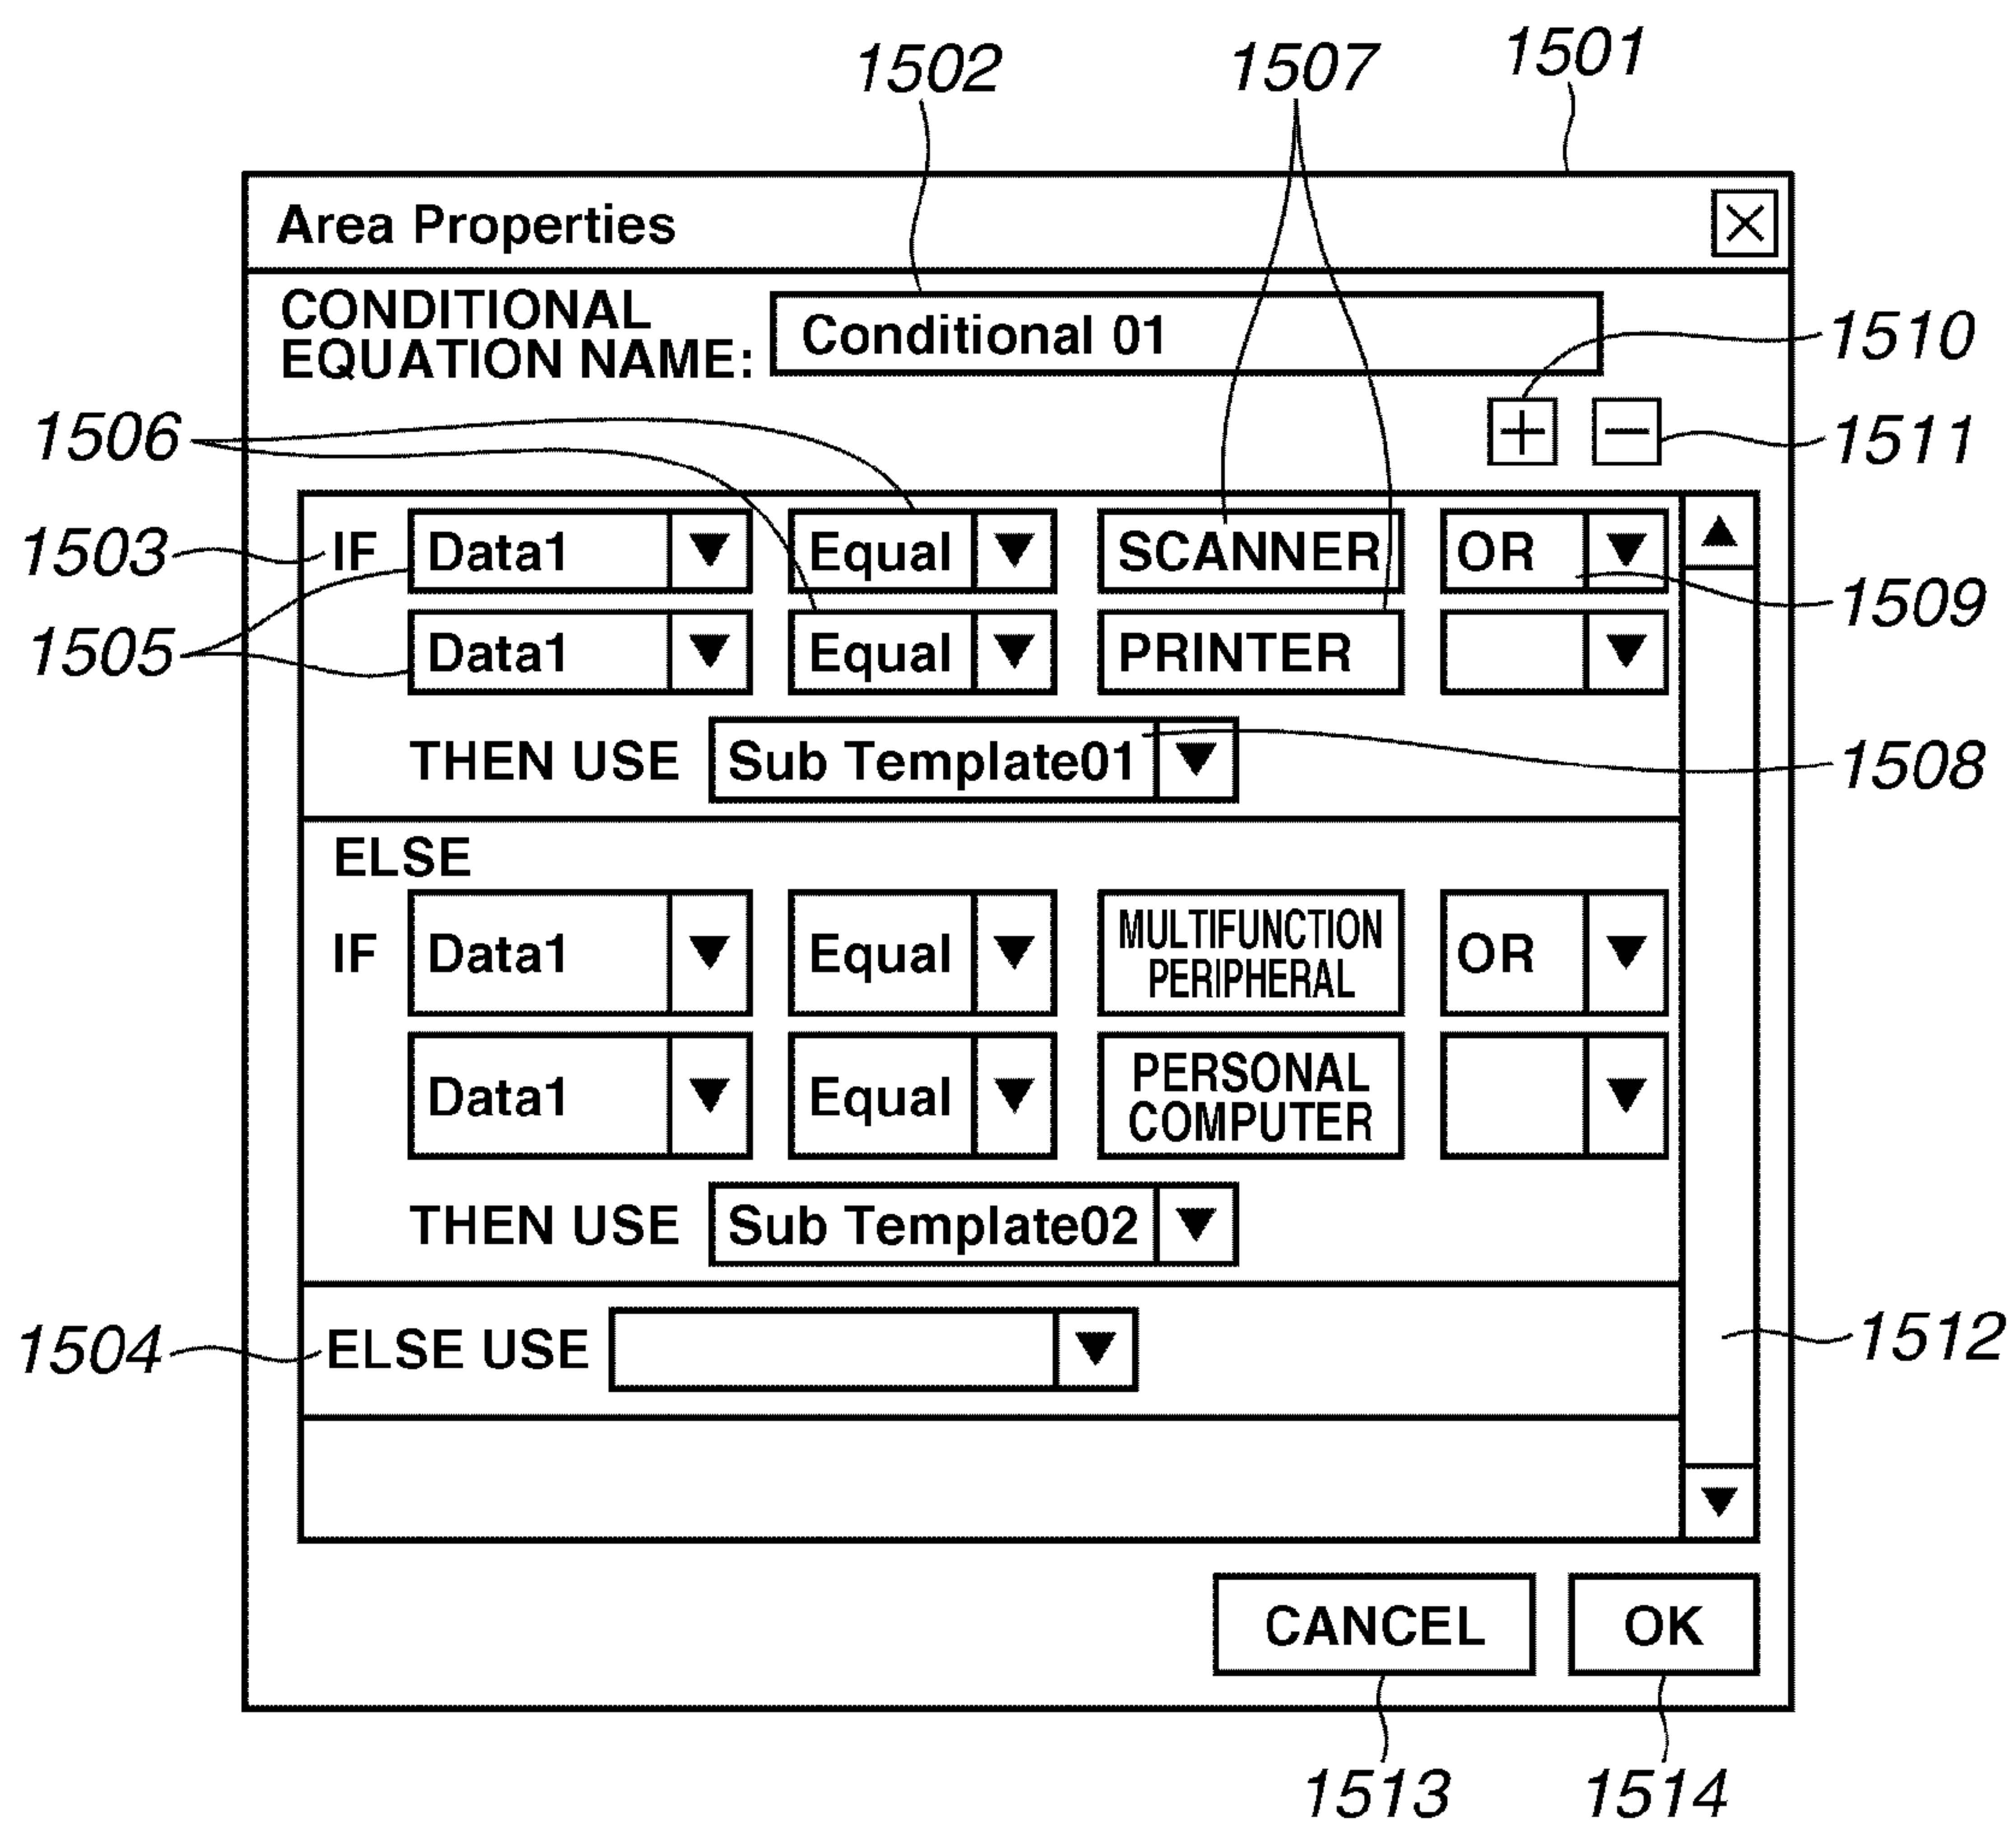 1502 1507 1501
Area Properties
CONDITIONAL
EQUATION NAME: Conditional 01
1510
1506 1511
1503 IF Data1 Equal SCANNER OR
1509
1505 Data1 Equal PRINTER
THEN USE Sub Template01 1508
ELSE
IF Data1 Equal MULTIFUNCTION PERIPHERAL OR
Data1 Equal PERSONAL COMPUTER
THEN USE Sub Template02
1504 ELSE USE 1512
CANCEL OK
1513 1514